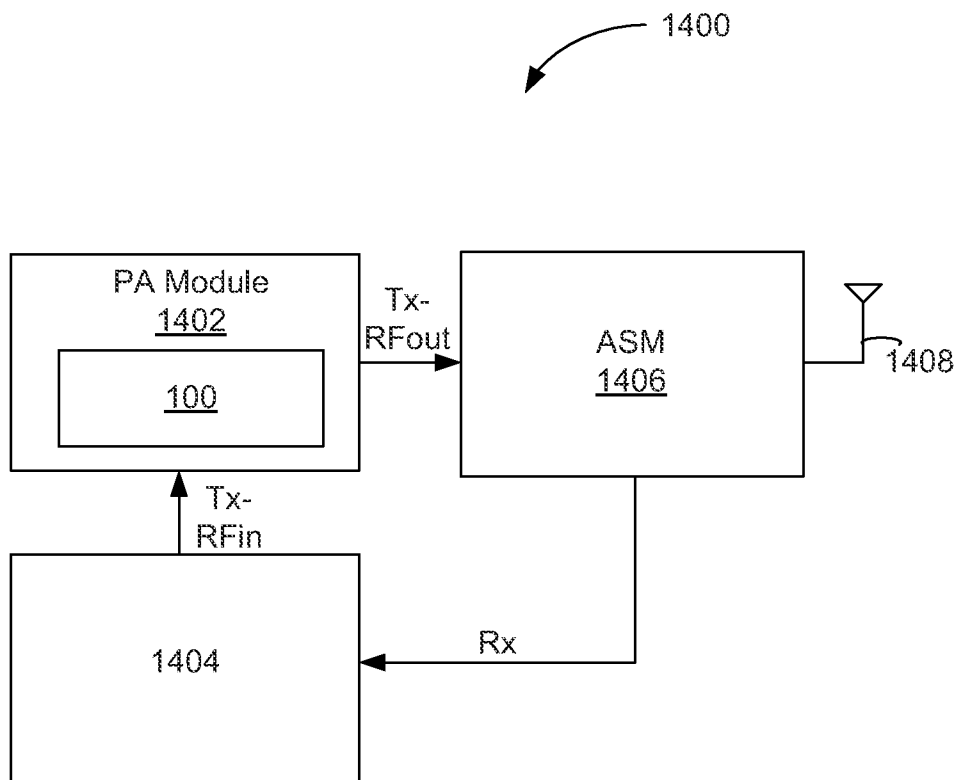 1400
PA Module
1402
100
Tx-
RFout
ASM
1406
1408
Tx-
RFin
1404
Rx